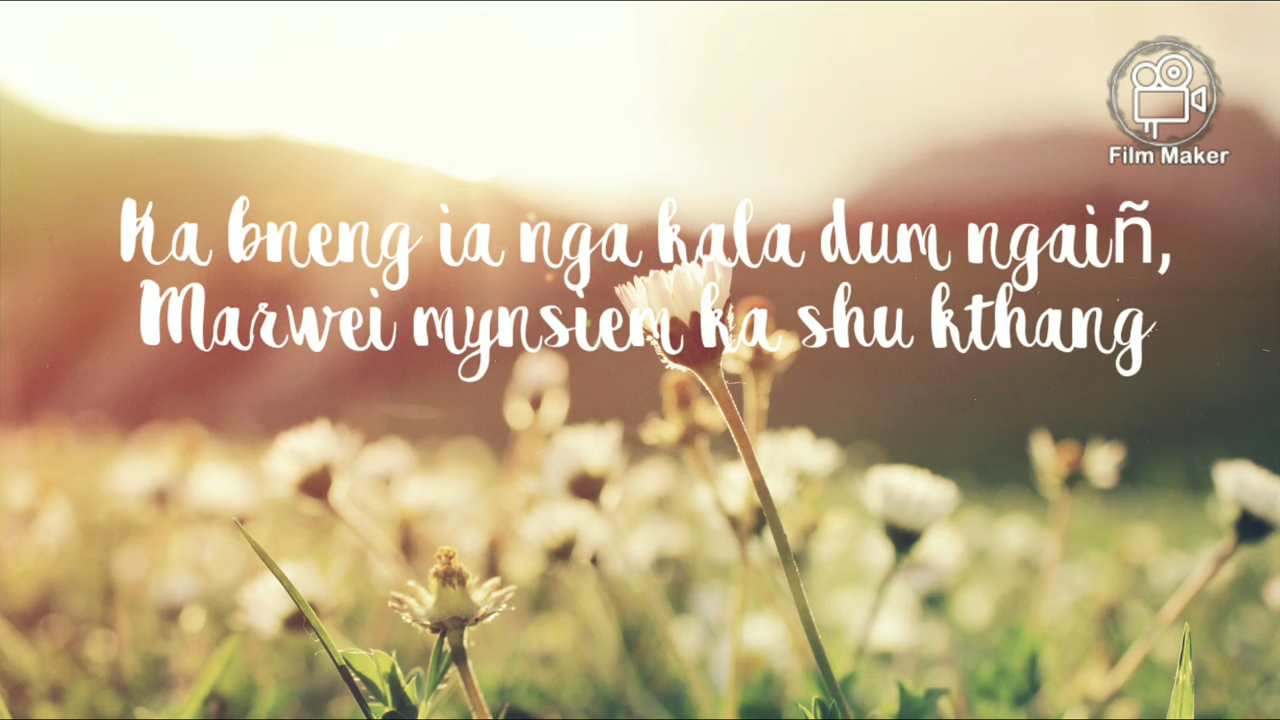 Film Maker
Ka bneng ia nga kala dum ngaiñ,
Marwei mynsiem ka shu kthang